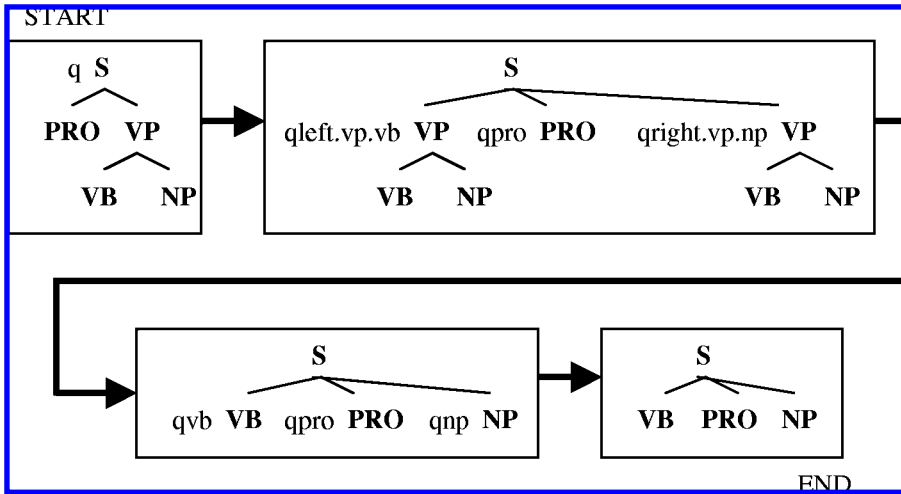 START
q S
PRO VP
VB NP
S
qleft.vp.vb VP qpro PRO qright.vp.np VP
VB NP VB NP
S
qvb VB qpro PRO qnp NP
S
VB PRO NP
END